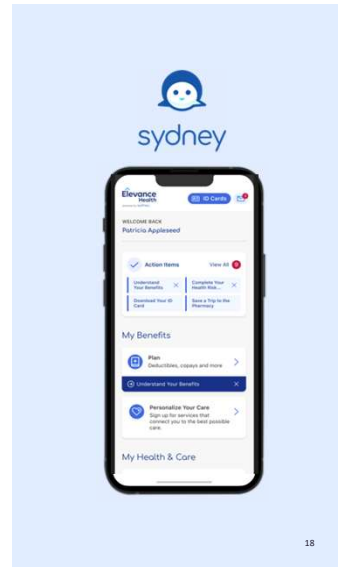 sydney
Elevance
Health
ID Cards
WELCOME BACK
Patricia Appleseed
Action Items
View All
Understand
Your Benefits
Complete Your
Health Risk...
Download Your ID
Card
Save a Trip to the
Pharmacy
My Benefits
Plan
Deductibles, copays and more
Understand Your Benefits
Personalize Your Care
Sign up for services that
connect you to the best possible
care.
My Health & Care
18